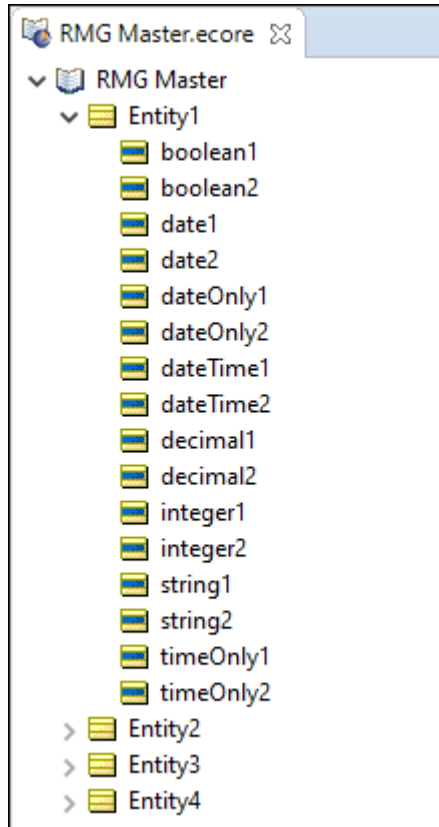 RMG Master.ecore
RMG Master
Entity1
boolean1
boolean2
date1
date2
dateOnly1
dateOnly2
dateTime1
dateTime2
decimal1
decimal2
integer1
integer2
string1
string2
timeOnly1
timeOnly2
Entity2
Entity3
Entity4